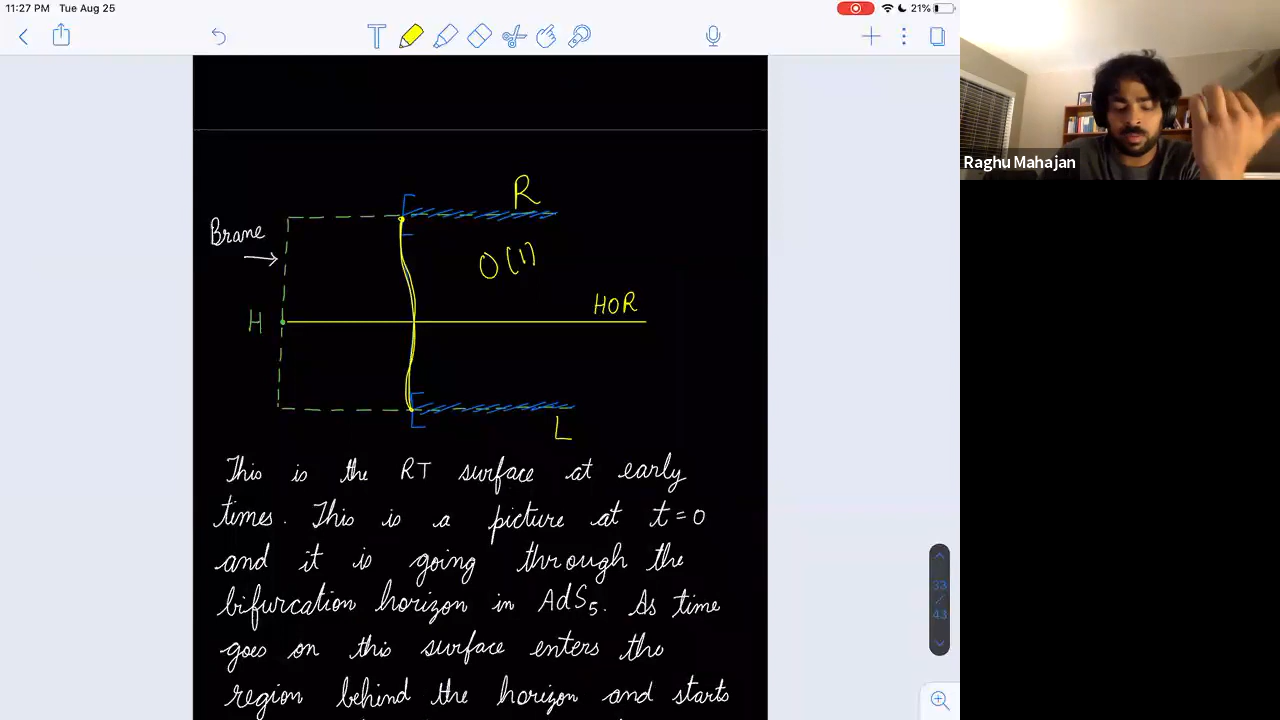 11:27 PM Tue Aug 25
21%
Raghu Mahajan
R
Brane
O(1)
HOR
H
L
This is the RT surface at early
times. This is a picture at t=0
and it is going through the
bifurcation horizon in AdS5. As time
goes on this surface enters the
region behind the horizon and starts
33
/
43